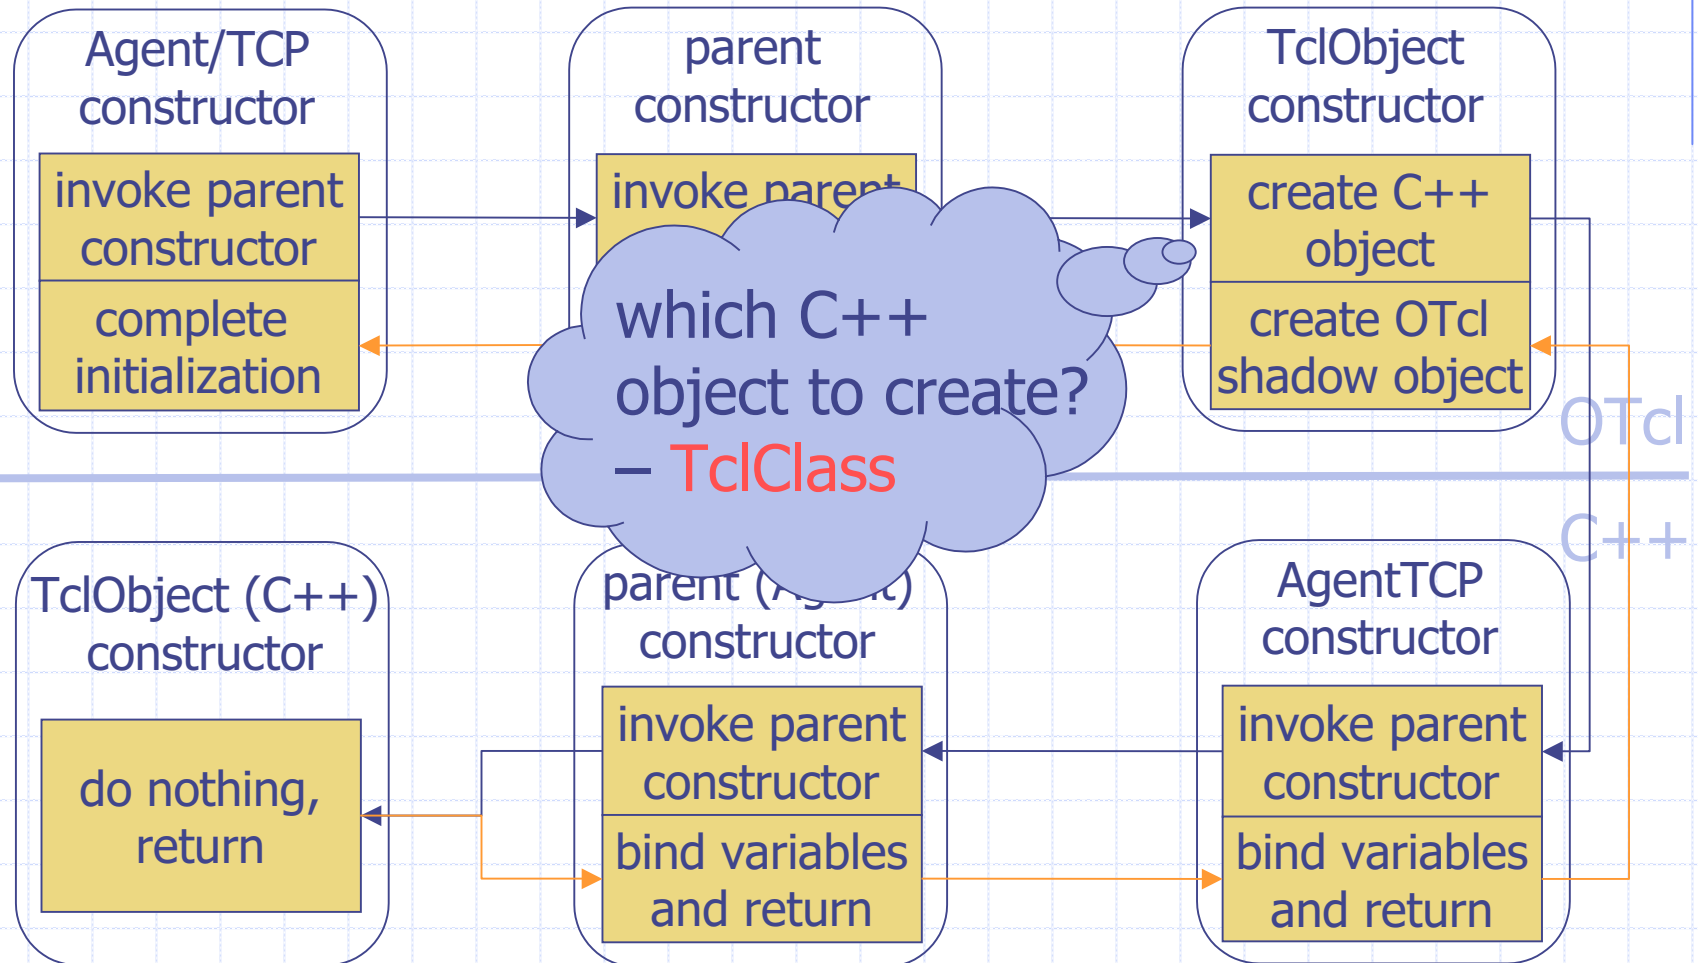 Agent/TCP
constructor
invoke parent
constructor
complete
initialization
parent
constructor
invoke parent
TclObject
constructor
create C++
object
create OTcl
shadow object
which C++
object to create?
– TclClass
OTcl
C++
TclObject (C++)
constructor
do nothing,
return
parent (Agent)
constructor
invoke parent
constructor
bind variables
and return
AgentTCP
constructor
invoke parent
constructor
bind variables
and return